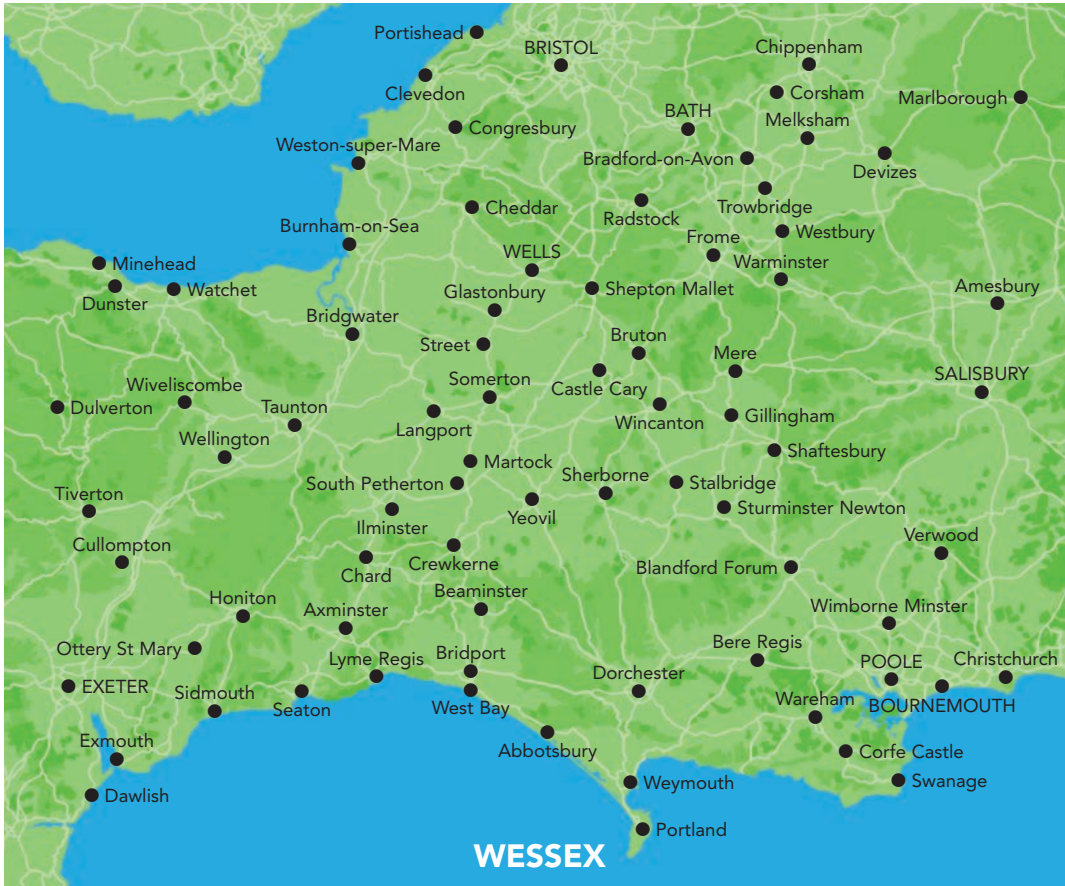 Portishead
BRISTOL
Chippenham
Clevedon
Corsham
Marlborough
BATH
Melksham
Congresbury
Weston-super-Mare
Bradford-on-Avon
Devizes
Cheddar
Radstock
Trowbridge
Burnham-on-Sea
Frome
Westbury
WELLS
Minehead
Warminster
Dunster
Watchet
Glastonbury
Shepton Mallet
Amesbury
Bridgwater
Street
Bruton
Mere
Somerton
Castle Cary
SALISBURY
Wiveliscombe
Dulverton
Taunton
Langport
Wincanton
Gillingham
Wellington
Shaftesbury
Martock
Sherborne
South Petherton
Stalbridge
Tiverton
Ilminster
Yeovil
Sturminster Newton
Cullompton
Verwood
Chard
Crewkerne
Blandford Forum
Honiton
Axminster
Beaminster
Wimborne Minster
Ottery St Mary
Lyme Regis
Bridport
Bere Regis
POOLE
Christchurch
EXETER
Sidmouth
Seaton
West Bay
Dorchester
Wareham
BOURNEMOUTH
Exmouth
Abbotsbury
Corfe Castle
Dawlish
Weymouth
Swanage
Portland
WESSEX